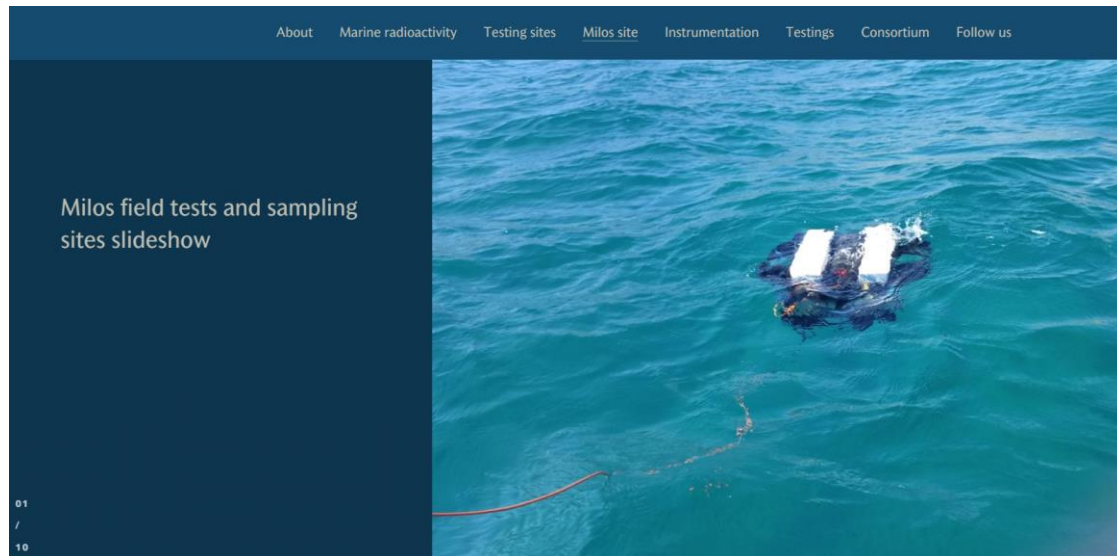 About Marine radioactivity Testing sites Milos site Instrumentation Testings Consortium Follow us
Milos field tests and sampling
sites slideshow
01
/
10